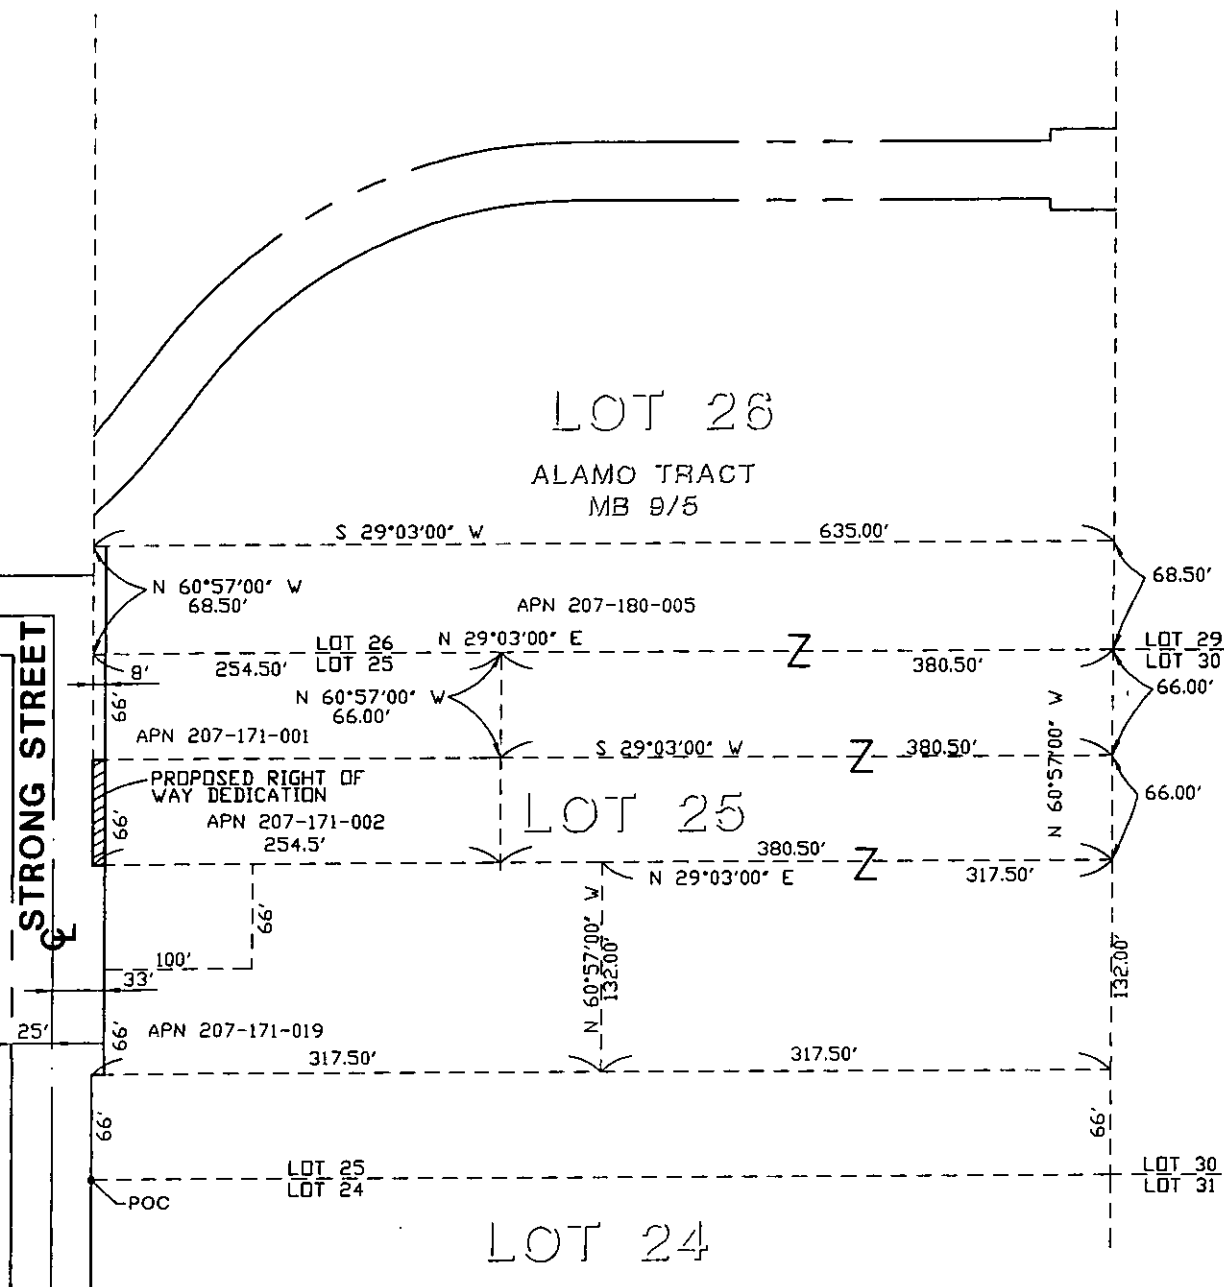 LOT 26
ALAMO TRACT
MB 9/5
S 29°03'00" W
635.00'
N 60°57'00" W
68.50'
68.50'
APN 207-180-005
LOT 26
LOT 25
N 29°03'00" E
Z
LOT 29
LOT 30
8'
254.50'
380.50'
66'
N 60°57'00" W
66.00'
66.00'
APN 207-171-001
S 29°03'00" W
Z
380.50'
N 60°57'00" W
PROPOSED RIGHT OF
WAY DEDICATION
66.00'
66'
APN 207-171-002
254.5'
LOT 25
380.50'
Z
N 29°03'00" E
317.50'
STRONG STREET
CL
66'
100'
33'
N 60°57'00" W
132.00'
132.00'
25'
66'
APN 207-171-019
317.50'
317.50'
66'
66'
LOT 25
LOT 24
LOT 30
LOT 31
POC
LOT 24